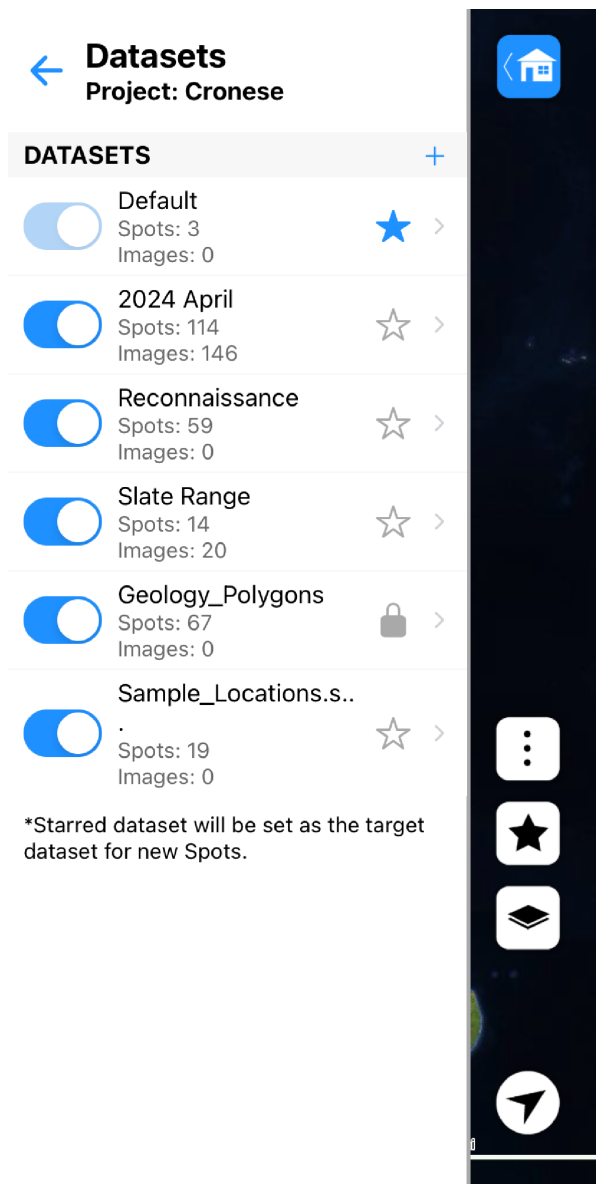 Datasets
Project: Cronese
DATASETS
Default
Spots: 3
Images: 0
2024 April
Spots: 114
Images: 146
Reconnaissance
Spots: 59
Images: 0
Slate Range
Spots: 14
Images: 20
Geology_Polygons
Spots: 67
Images: 0
Sample_Locations.s..
.
Spots: 19
Images: 0
*Starred dataset will be set as the target
dataset for new Spots.